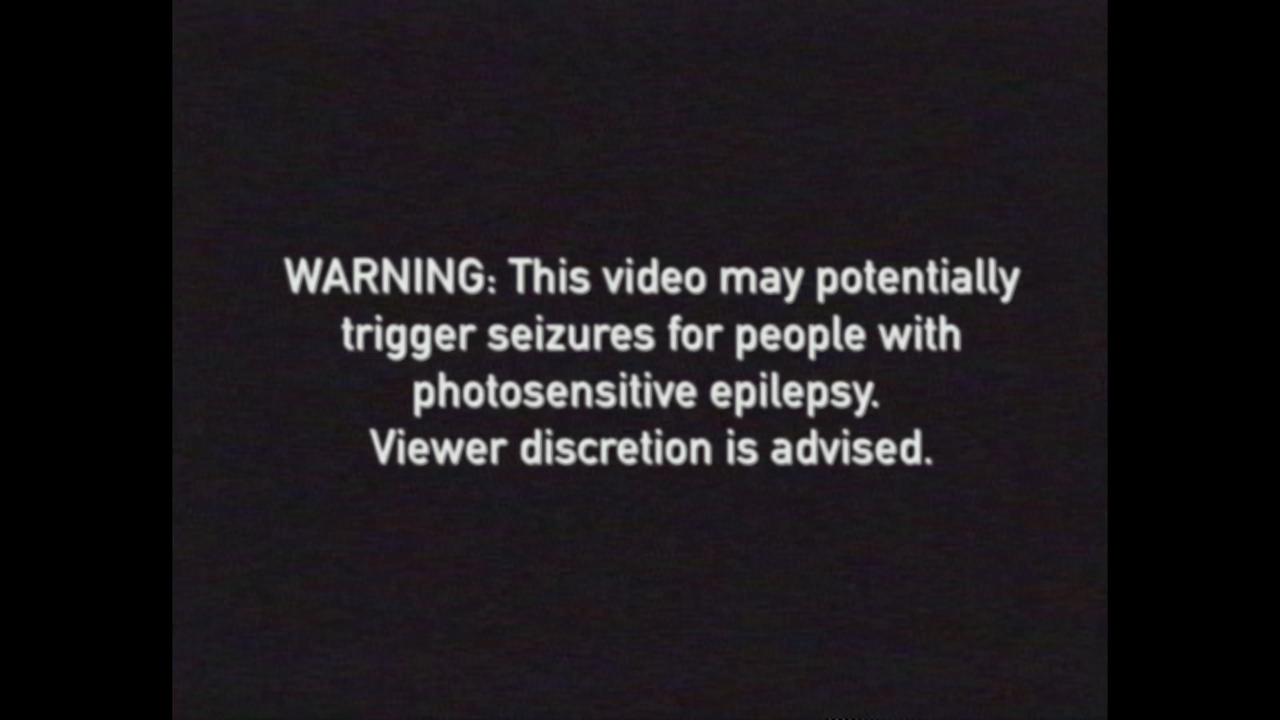 WARNING: This video may potentially
trigger seizures for people with
photosensitive epilepsy.
Viewer discretion is advised.